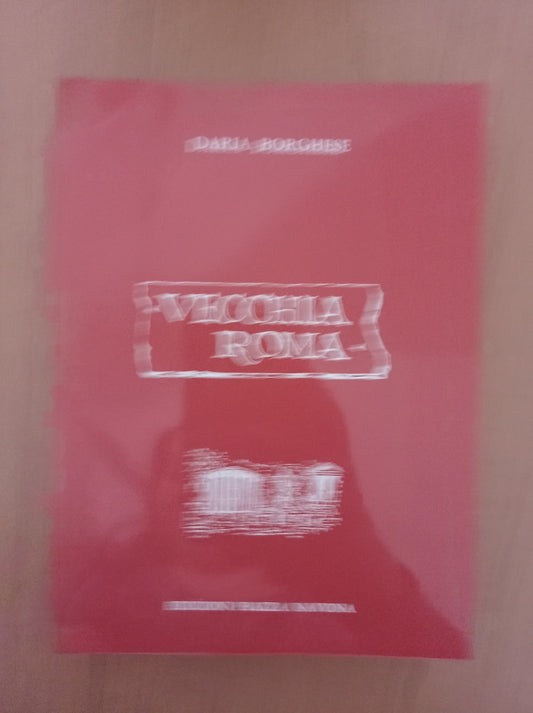 DARIA BORGHESE
VECCHIA
ROMA
EDIZIONI PIAZZA NAVONA